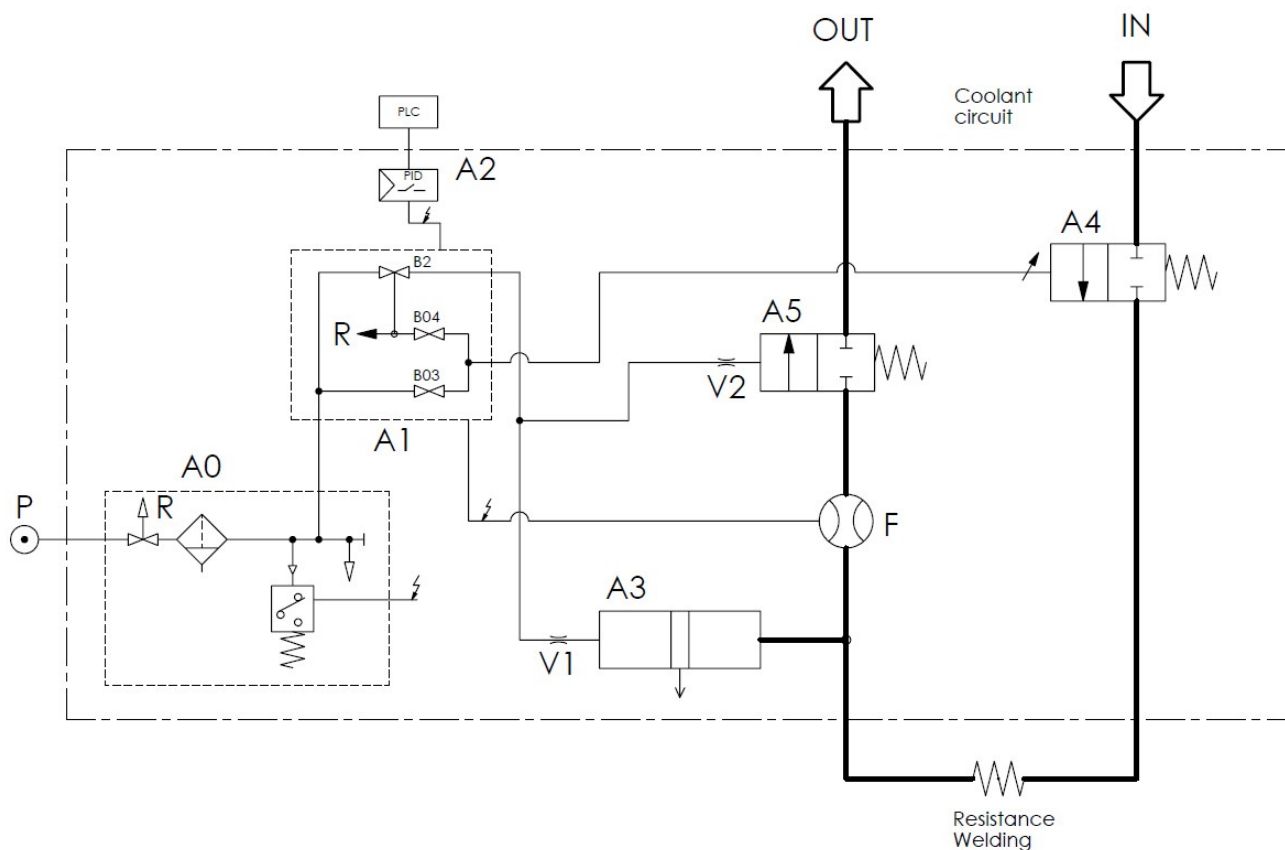 OUT
IN
Coolant
circuit
PLC
PID
A2
A4
B2
A5
B04
R
B03
V2
A1
A0
P
R
F
A3
V1
Resistance
Welding